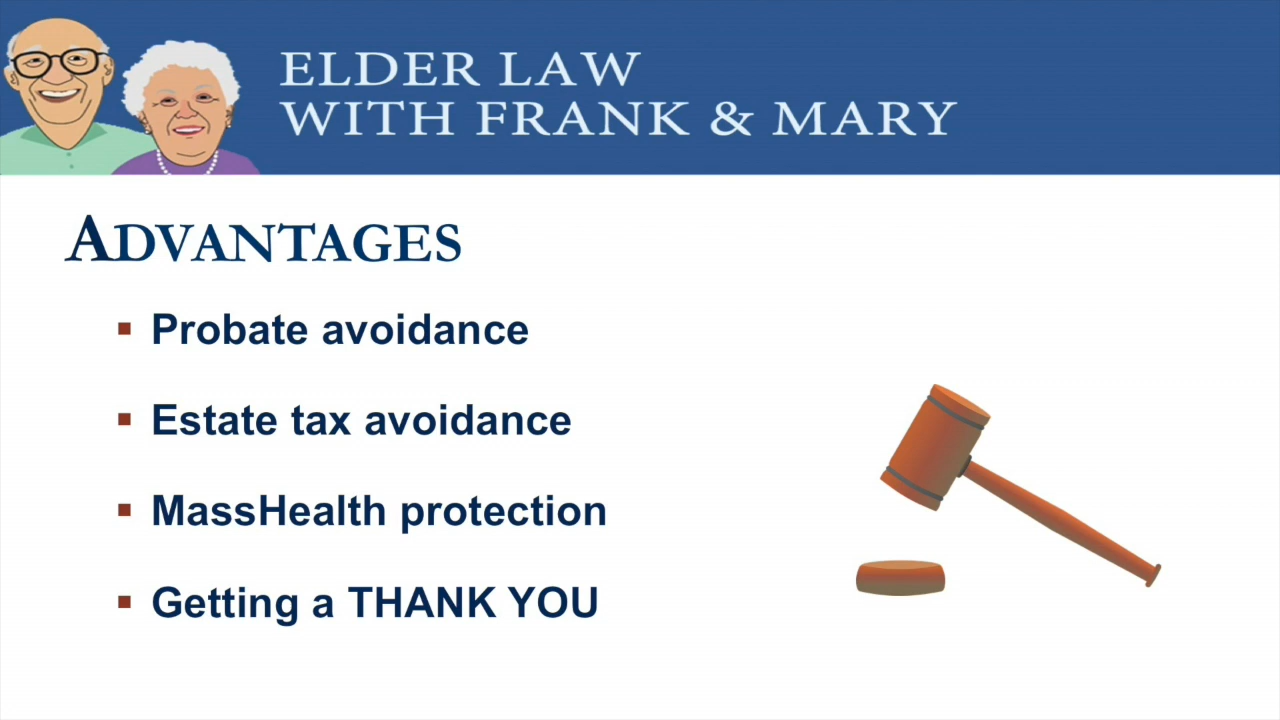 ELDER LAW
WITH FRANK & MARY
ADVANTAGES
Probate avoidance
Estate tax avoidance
MassHealth protection
Getting a THANK YOU